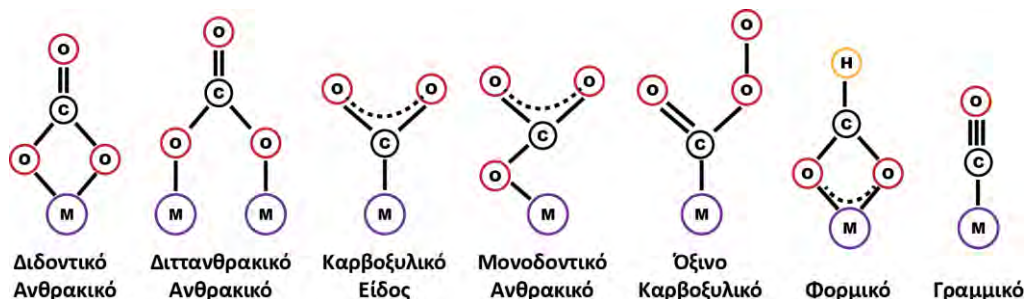 O
O
O
H
O
C
C
O
O
O
O
O
O
O
C
C
C
C
O
O
O
O
O
O
O
C
M
M
M
M
M
M
M
M
Διδοντικό
Ανθρακικό
Διττανθρακικό
Ανθρακικό
Καρβοξυλικό
Είδος
Μονοδοντικό
Ανθρακικό
Όξινο
Καρβοξυλικό
Φορμικό
Γραμμικό